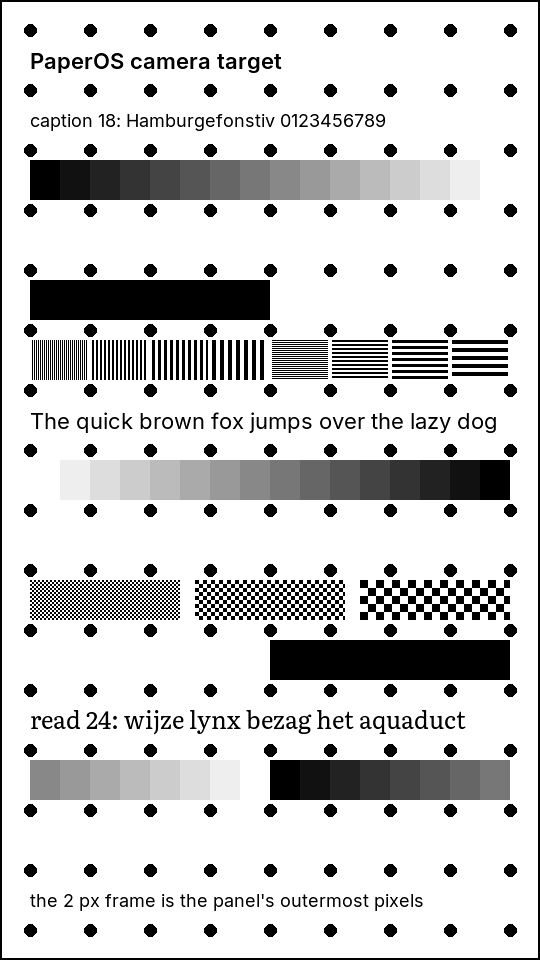 PaperOS camera target
caption 18: Hamburgefonstiv 0123456789
The quick brown fox jumps over the lazy dog
read 24: wijze lynx bezag het aquaduct
the 2 px frame is the panel's outermost pixels